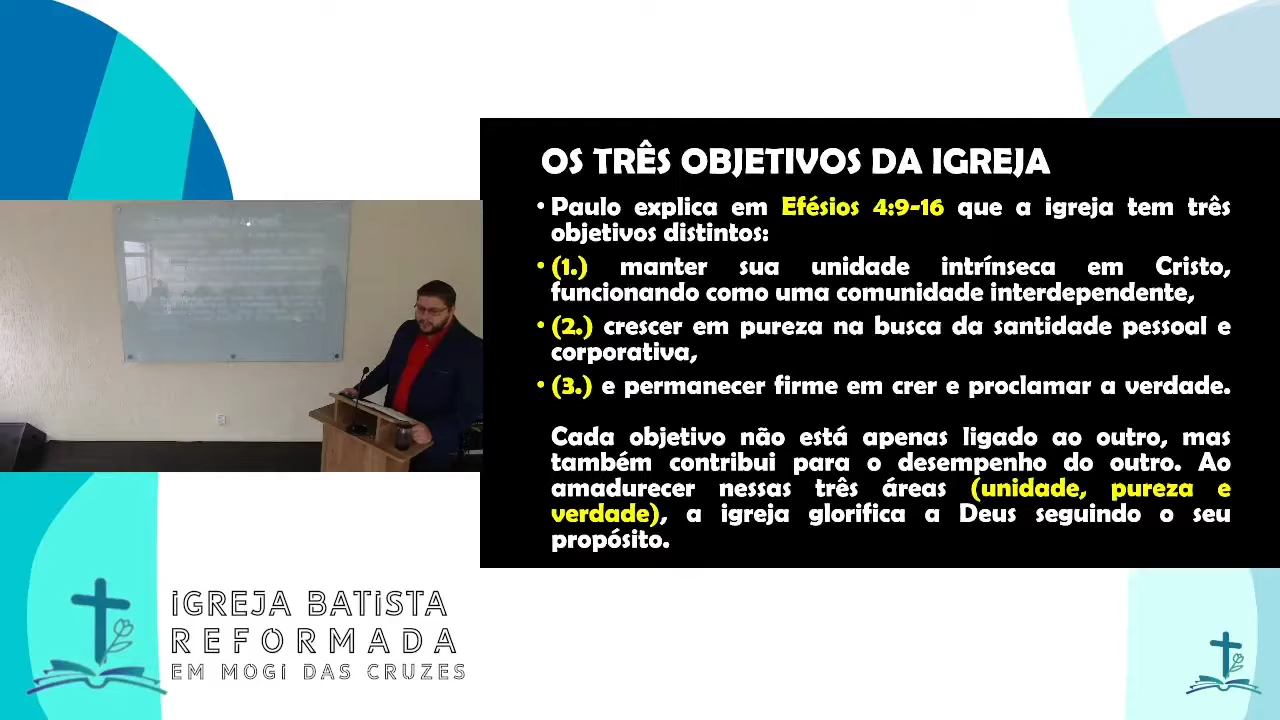 OS TRÊS OBJETIVOS DA IGREJA
• Paulo explica em Efésios 4:9-16 que a igreja tem três
objetivos distintos:
• (1.) manter sua unidade intrínseca em Cristo,
funcionando como uma comunidade interdependente,
• (2.) crescer em pureza na busca da santidade pessoal e
corporativa,
• (3.) e permanecer firme em crer e proclamar a verdade.
Cada objetivo não está apenas ligado ao outro, mas
também contribui para o desempenho do outro. Ao
amadurecer nessas três áreas (unidade, pureza e
verdade), a igreja glorifica a Deus seguindo o seu
propósito.
iGREJA BATiSTA
REFORMADA
EM MOGi DAS CRUZES